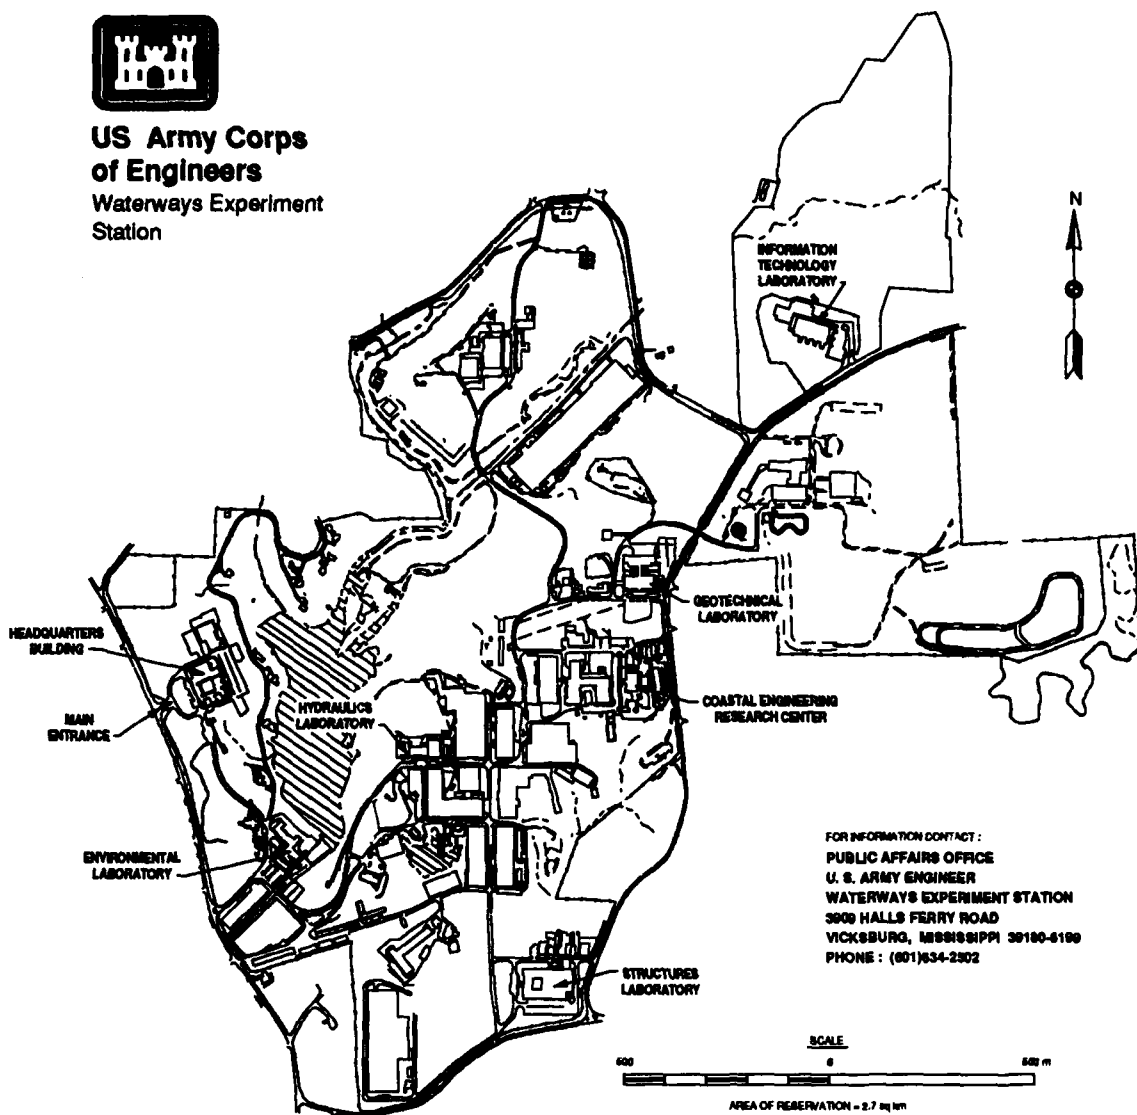 US Army Corps
of Engineers
Waterways Experiment
Station
N
INFORMATION
TECHNOLOGY
LABORATORY
GEOTECHNICAL
LABORATORY
HEADQUARTERS
BUILDING
MAIN
ENTRANCE
HYDRAULICS
LABORATORY
COASTAL ENGINEERING
RESEARCH CENTER
ENVIRONMENTAL
LABORATORY
STRUCTURES
LABORATORY
FOR INFORMATION CONTACT :
PUBLIC AFFAIRS OFFICE
U. S. ARMY ENGINEER
WATERWAYS EXPERIMENT STATION
3909 HALLS FERRY ROAD
VICKSBURG, MISSISSIPPI 39180-6199
PHONE : (601)634-2502
SCALE
500 0 500 m
AREA OF RESERVATION = 2.7 sq km